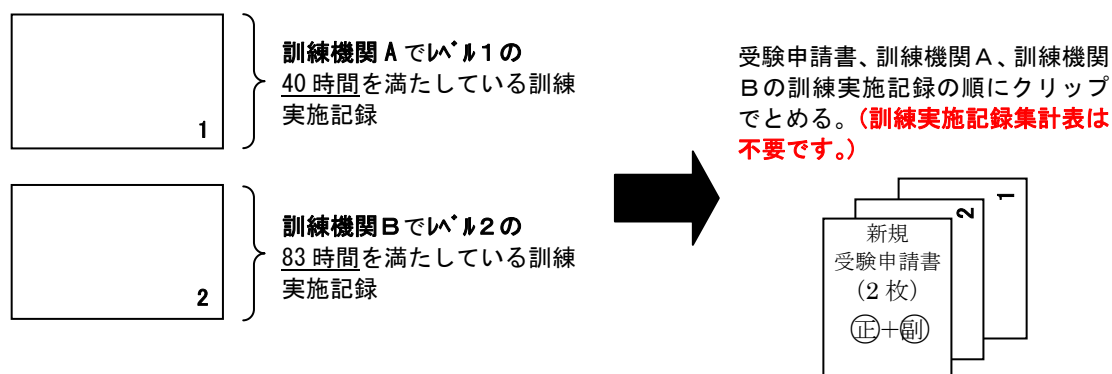 訓練機関 A でﾚﾍﾞﾙ１の
40 時間を満たしている訓練
実施記録
1
訓練機関Ｂでﾚﾍﾞﾙ２の
83 時間を満たしている訓練
実施記録
2
受験申請書、訓練機関Ａ、訓練機関
Ｂの訓練実施記録の順にクリップ
でとめる。（訓練実施記録集計表は
不要です。）
1
2
新規
受験申請書
（2 枚）
㊣+副